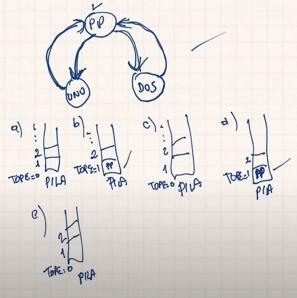 PP
UNO
DOS
a) b) c) d)
2 2 2 2
1 1 PP 1 1 PP
TOPE=0 TOPE=1 TOPE=0 TOPE=1
PILA PILA PILA PILA
e)
2
1
TOPE=0 PILA